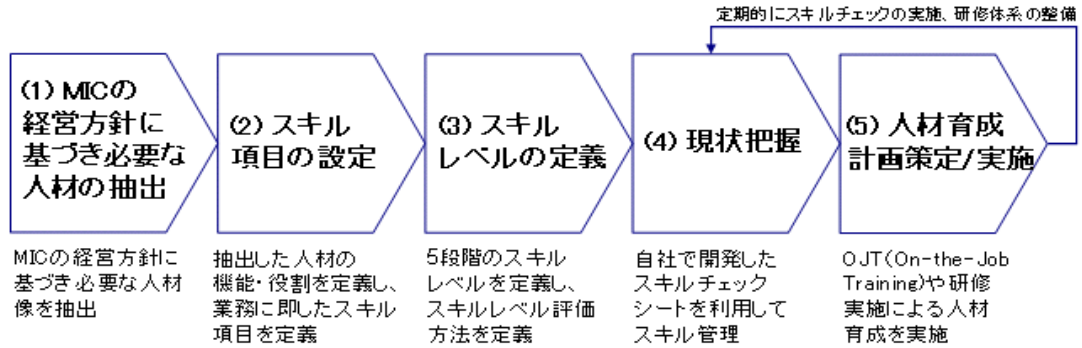 定期的にスキルチェックの実施、研修体系の整備
(1) MICの
経営方針に
基づき必要な
人材の抽出
(2) スキル
項目の設定
(3) スキル
レベルの定義
(4) 現状把握
(5) 人材育成
計画策定/実施
MICの経営方針に
基づき必要な人材
像を抽出
抽出した人材の
機能・役割を定義し、
業務に即したスキル
項目を定義
5段階のスキル
レベルを定義し、
スキルレベル評価
方法を定義
自社で開発した
スキルチェック
シートを利用して
スキル管理
OJT(On-the-Job
Training)や研修
実施による人材
育成を実施